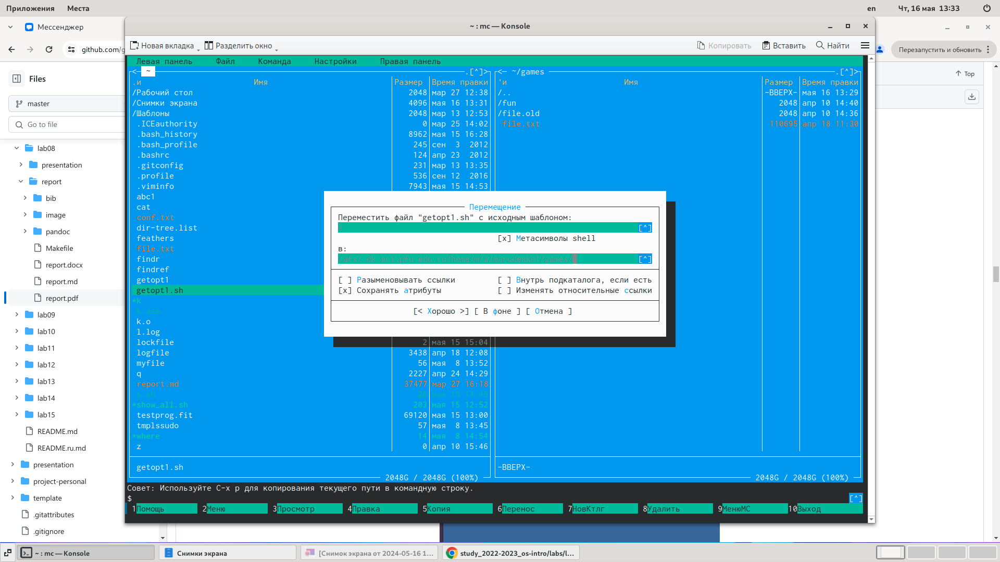 Приложения Места
en Чт, 16 мая 13:33
Мессенджер
github.com/g
Перезапустить и обновить
~ : mc — Konsole
Новая вкладка Разделить окно
Копировать Вставить Найти
Files
master
Go to file
Top
lab08
presentation
report
bib
image
pandoc
Makefile
report.docx
report.md
report.pdf
lab09
lab10
lab11
lab12
lab13
lab14
lab15
README.md
README.ru.md
presentation
project-personal
template
.gitattributes
.gitignore
Левая панель Файл Команда Настройки Правая панель
<─ ~ .[^]>
.и Имя Размер Время правки
/Рабочий стол 2048 мар 27 12:38
/Снимки экрана 4096 мая 16 13:31
/Шаблоны 2048 мар 13 12:53
.ICEauthority 0 мар 25 14:02
.bash_history 8962 мая 15 16:28
.bash_profile 245 сен 3 2012
.bashrc 124 апр 23 2012
.gitconfig 231 мар 13 13:35
.profile 536 сен 12 2016
.viminfo 7943 мая 15 14:53
abc1
cat
conf.txt
dir-tree.list
feathers
file.txt
findr
findref
getopt1
getopt1.sh
*k
k.asm
k.o
l.log
lockfile 2 мая 15 15:04
logfile 3438 апр 18 12:08
myfile 56 мая 8 13:52
q 2227 апр 24 14:29
report.md 37477 мар 27 16:18
s.sh мая 15 14:45
*show_all.sh 203 мая 15 12:52
testprog.fit 69120 мая 15 13:00
tmplssudo 57 мая 8 13:45
*where 14 мая 8 14:54
z 0 апр 10 15:46
getopt1.sh
2048G / 2048G (100%)
<─ ~/games .[^]>
'и Имя Размер Время правки
/.. -ВВЕРХ- мая 16 13:29
/fun 2048 апр 10 14:40
/file.old 2048 апр 10 14:36
file.txt 110695 апр 18 11:30
-ВВЕРХ-
2048G / 2048G (100%)
Перемещение
Переместить файл "getopt1.sh" с исходным шаблоном:
[^]
[x] Метасимволы shell
в:
/afs/.dk.sci.pfu.edu.ru/home/m/a/marudenko1/games/ [^]
[ ] Разыменовывать ссылки [ ] Внутрь подкаталога, если есть
[x] Сохранять атрибуты [ ] Изменять относительные ссылки
[< Хорошо >] [ В фоне ] [ Отмена ]
Совет: Используйте C-x p для копирования текущего пути в командную строку.
$ [^]
1Помощь 2Меню 3Просмотр 4Правка 5Копия 6Перенос 7НовКтлг 8Удалить 9МенюМС 10Выход
~ : mc — Konsole
Снимки экрана
[Снимок экрана от 2024-05-16 1...
study_2022-2023_os-intro/labs/l...